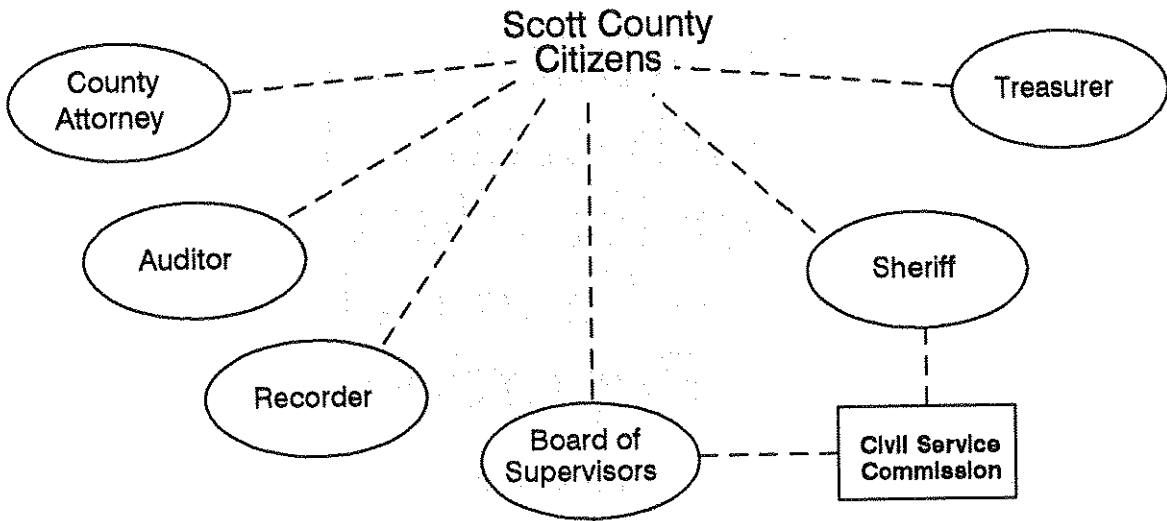 Scott County
Citizens
County
Attorney
Treasurer
Auditor
Sheriff
Recorder
Board of
Supervisors
Civil Service
Commission